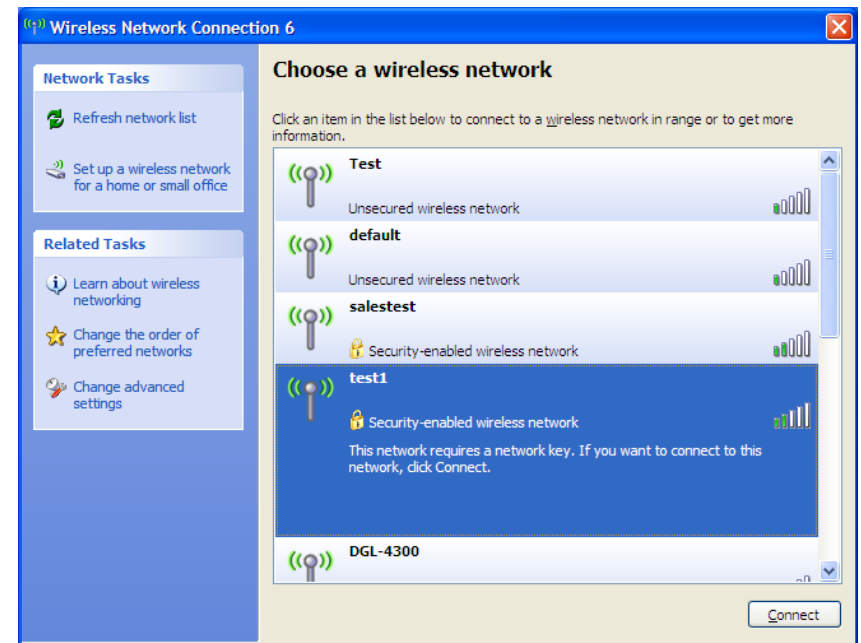 Wireless Network Connection 6
Network Tasks
Refresh network list
Set up a wireless network
for a home or small office
Related Tasks
Learn about wireless
networking
Change the order of
preferred networks
Change advanced
settings
Choose a wireless network
Click an item in the list below to connect to a wireless network in range or to get more
information.
Test
Unsecured wireless network
default
Unsecured wireless network
salestest
Security-enabled wireless network
test1
Security-enabled wireless network
This network requires a network key. If you want to connect to this
network, click Connect.
DGL-4300
Connect